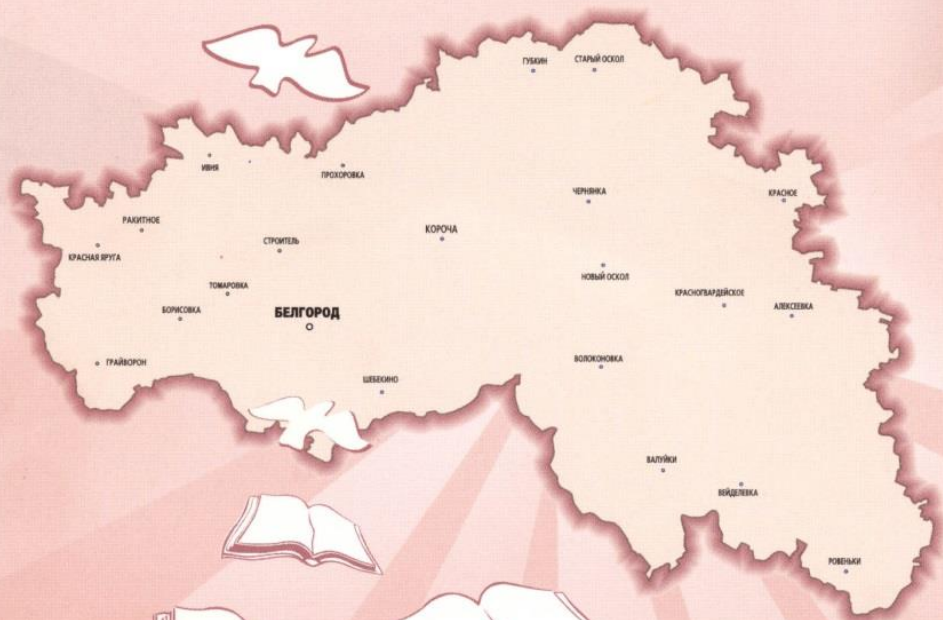 ГУБКИН
СТАРЫЙ ОСКОЛ
ИВНЯ
ПРОХОРОВКА
ЧЕРНЯНКА
КРАСНОЕ
РАКИТНОЕ
КОРОЧА
СТРОИТЕЛЬ
КРАСНАЯ ЯРУГА
НОВЫЙ ОСКОЛ
ТОМАРОВКА
КРАСНОГВАРДЕЙСКОЕ
АЛЕКСЕЕВКА
БОРИСОВКА
БЕЛГОРОД
ВОЛОКОНОВКА
ГРАЙВОРОН
ШЕБЕКИНО
ВАЛУЙКИ
ВЕЙДЕЛЕВКА
РОВЕНЬКИ